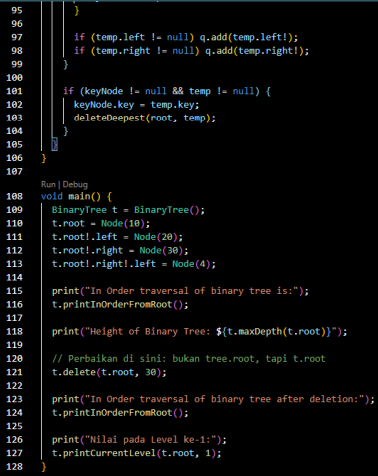 95 }
96
97 if (temp.left != null) q.add(temp.left!);
98 if (temp.right != null) q.add(temp.right!);
99 }
100
101 if (keyNode != null && temp != null) {
102 keyNode.key = temp.key;
103 deleteDeepest(root, temp);
104 }
105 }
106 }
107
Run | Debug
108 void main() {
109 BinaryTree t = BinaryTree();
110 t.root = Node(10);
111 t.root!.left = Node(20);
112 t.root!.right = Node(30);
113 t.root!.right!.left = Node(4);
114
115 print("In Order traversal of binary tree is:");
116 t.printInOrderFromRoot();
117
118 print("Height of Binary Tree: ${t.maxDepth(t.root)}");
119
120 // Perbaikan di sini: bukan tree.root, tapi t.root
121 t.delete(t.root, 30);
122
123 print("In Order traversal of binary tree after deletion:");
124 t.printInOrderFromRoot();
125
126 print("Nilai pada Level ke-1:");
127 t.printCurrentLevel(t.root, 1);
128 }